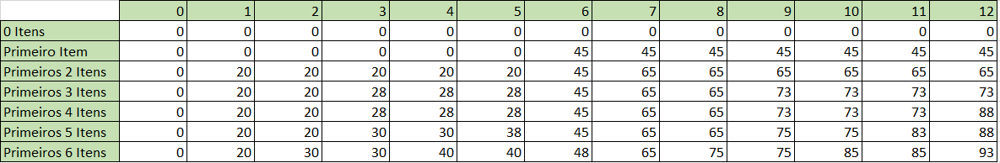 0 1 2 3 4 5 6 7 8 9 10 11 12
0 Itens 0 0 0 0 0 0 0 0 0 0 0 0 0
Primeiro Item 0 0 0 0 0 0 45 45 45 45 45 45 45
Primeiros 2 Itens 0 20 20 20 20 20 45 65 65 65 65 65 65
Primeiros 3 Itens 0 20 20 28 28 28 45 65 65 73 73 73 73
Primeiros 4 Itens 0 20 20 28 28 28 45 65 65 73 73 73 88
Primeiros 5 Itens 0 20 20 30 30 38 45 65 65 75 75 83 88
Primeiros 6 Itens 0 20 30 30 40 40 48 65 75 75 85 85 93